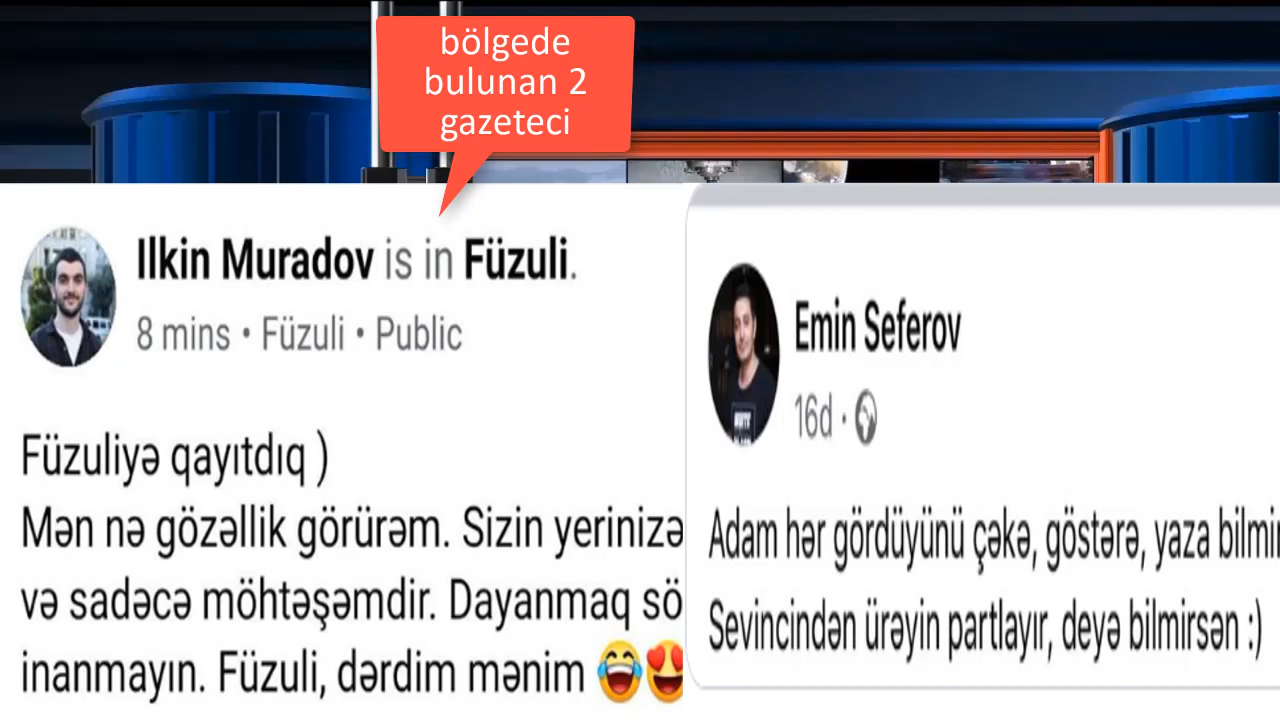 bölgede
bulunan 2
gazeteci
Ilkin Muradov is in Füzuli.
8 mins • Füzuli • Public
Füzuliyə qayıtdıq )
Mən nə gözəllik görürəm. Sizin yerinizə
və sadəcə möhtəşəmdir. Dayanmaq sö
inanmayın. Füzuli, dərdim mənim 😂😍
Emin Seferov
16d ·
Adam hər gördüyünü çəkə, göstərə, yaza bilmir
Sevincindən ürəyin partlayır, deyə bilmirsən :)